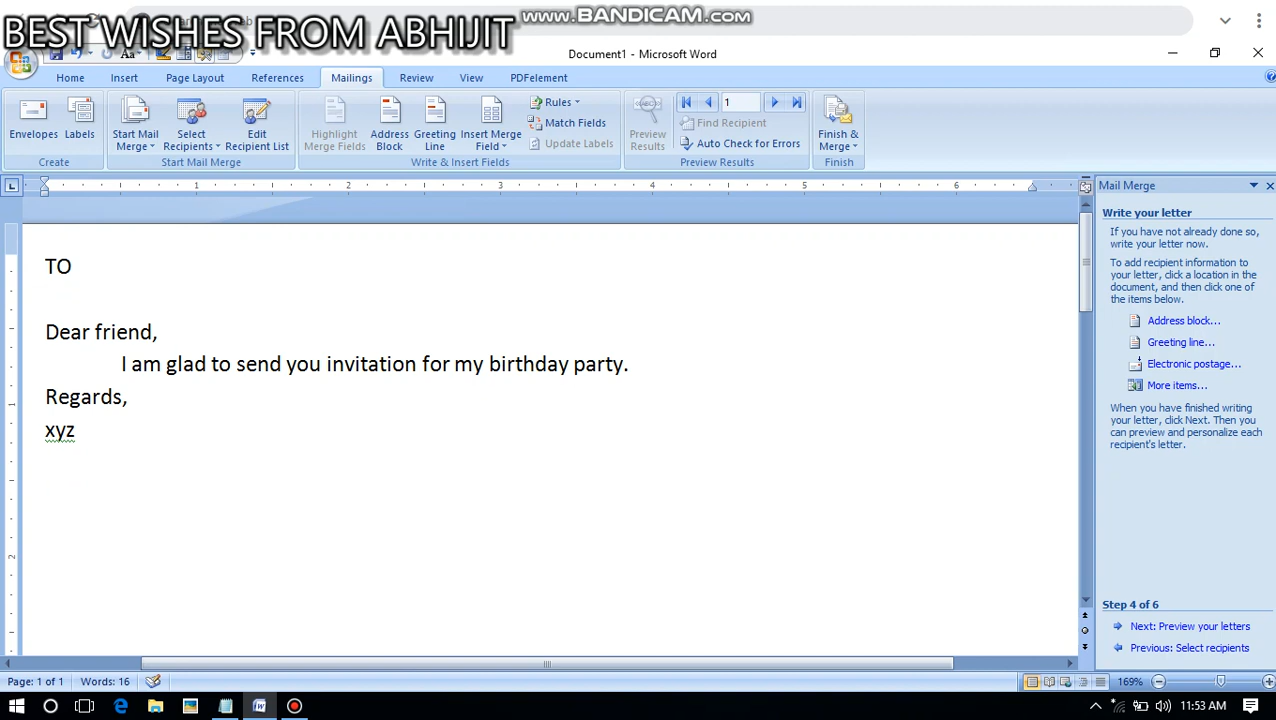 www.BANDICAM.com
BEST WISHES FROM ABHIJIT
Document1 - Microsoft Word
Home Insert Page Layout References Mailings Review View PDFelement
Envelopes Labels
Create
Start Mail Merge Select Recipients Edit Recipient List
Start Mail Merge
Highlight Merge Fields Address Block Greeting Line Insert Merge Field
Rules
Match Fields
Update Labels
Write & Insert Fields
Preview Results
1
Find Recipient
Auto Check for Errors
Preview Results
Finish & Merge
Finish
1 2 3 4 5 6
TO
Dear friend,
I am glad to send you invitation for my birthday party.
Regards,
xyz
1
2
Mail Merge
Write your letter
If you have not already done so,
write your letter now.
To add recipient information to
your letter, click a location in the
document, and then click one of
the items below.
Address block...
Greeting line...
Electronic postage...
More items...
When you have finished writing
your letter, click Next. Then you
can preview and personalize each
recipient's letter.
Step 4 of 6
Next: Preview your letters
Previous: Select recipients
Page: 1 of 1 Words: 16
169%
11:53 AM